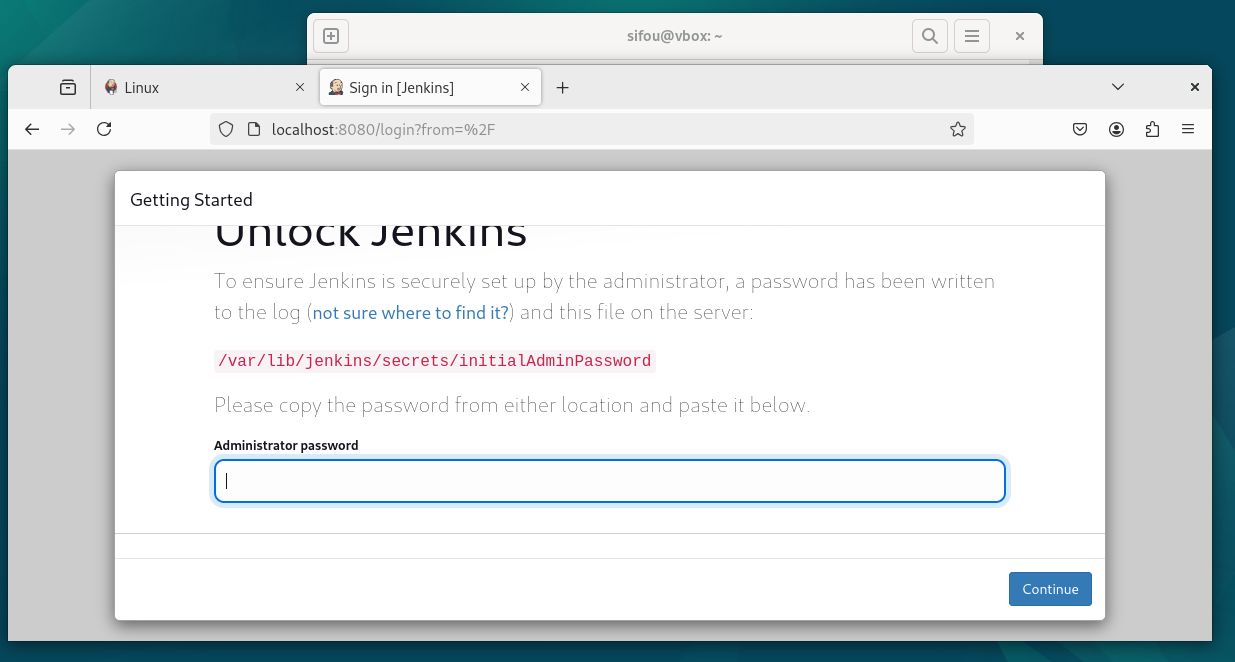 sifou@vbox: ~
Linux
Sign in [Jenkins]
localhost:8080/login?from=%2F
Getting Started
Unlock Jenkins
To ensure Jenkins is securely set up by the administrator, a password has been written
to the log (not sure where to find it?) and this file on the server:
/var/lib/jenkins/secrets/initialAdminPassword
Please copy the password from either location and paste it below.
Administrator password
Continue